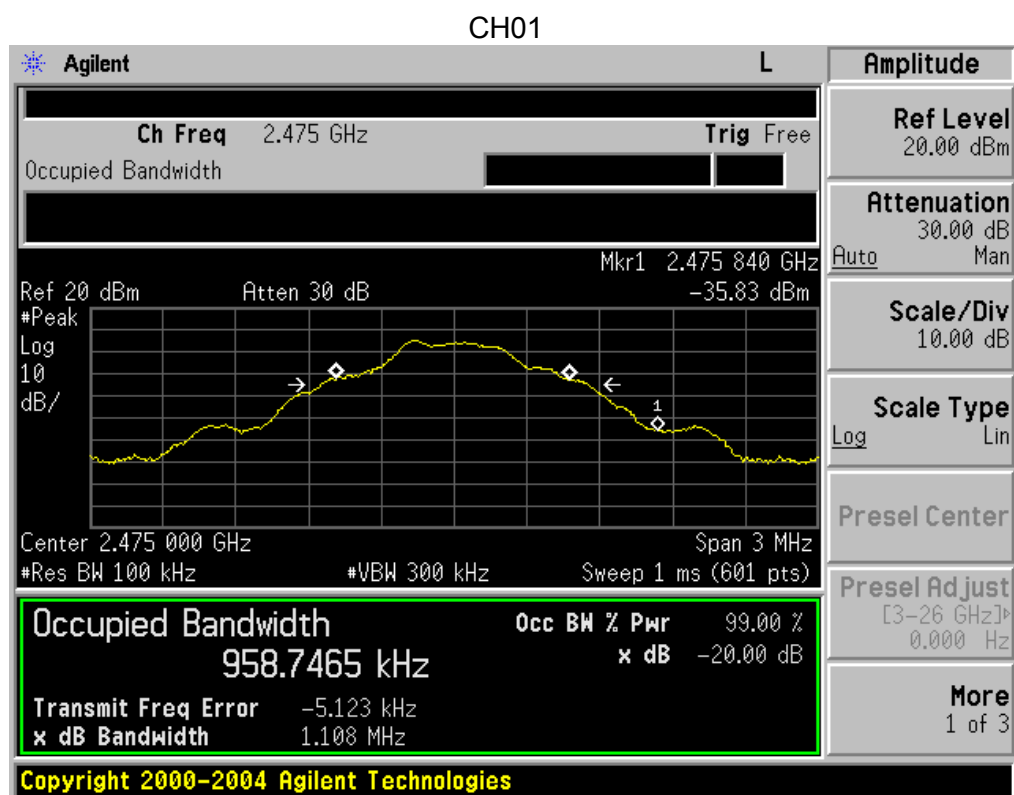 CH01
Agilent L
Ch Freq 2.475 GHz Trig Free
Occupied Bandwidth
Mkr1 2.475 840 GHz
Ref 20 dBm Atten 30 dB -35.83 dBm
#Peak
Log
10
dB/
1
Center 2.475 000 GHz Span 3 MHz
#Res BW 100 kHz #VBW 300 kHz Sweep 1 ms (601 pts)
Occupied Bandwidth Occ BW % Pwr 99.00 %
958.7465 kHz x dB -20.00 dB
Transmit Freq Error -5.123 kHz
x dB Bandwidth 1.108 MHz
Copyright 2000-2004 Agilent Technologies
Amplitude
Ref Level
20.00 dBm
Attenuation
30.00 dB
Auto Man
Scale/Div
10.00 dB
Scale Type
Log Lin
Presel Center
Presel Adjust
[3-26 GHz]
0.000 Hz
More
1 of 3